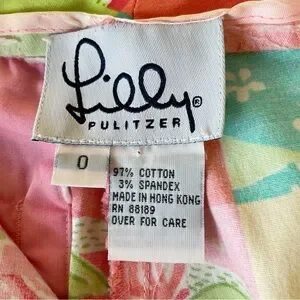 Lilly®
PULITZER
0
97% COTTON
3% SPANDEX
MADE IN HONG KONG
RN 88189
OVER FOR CARE